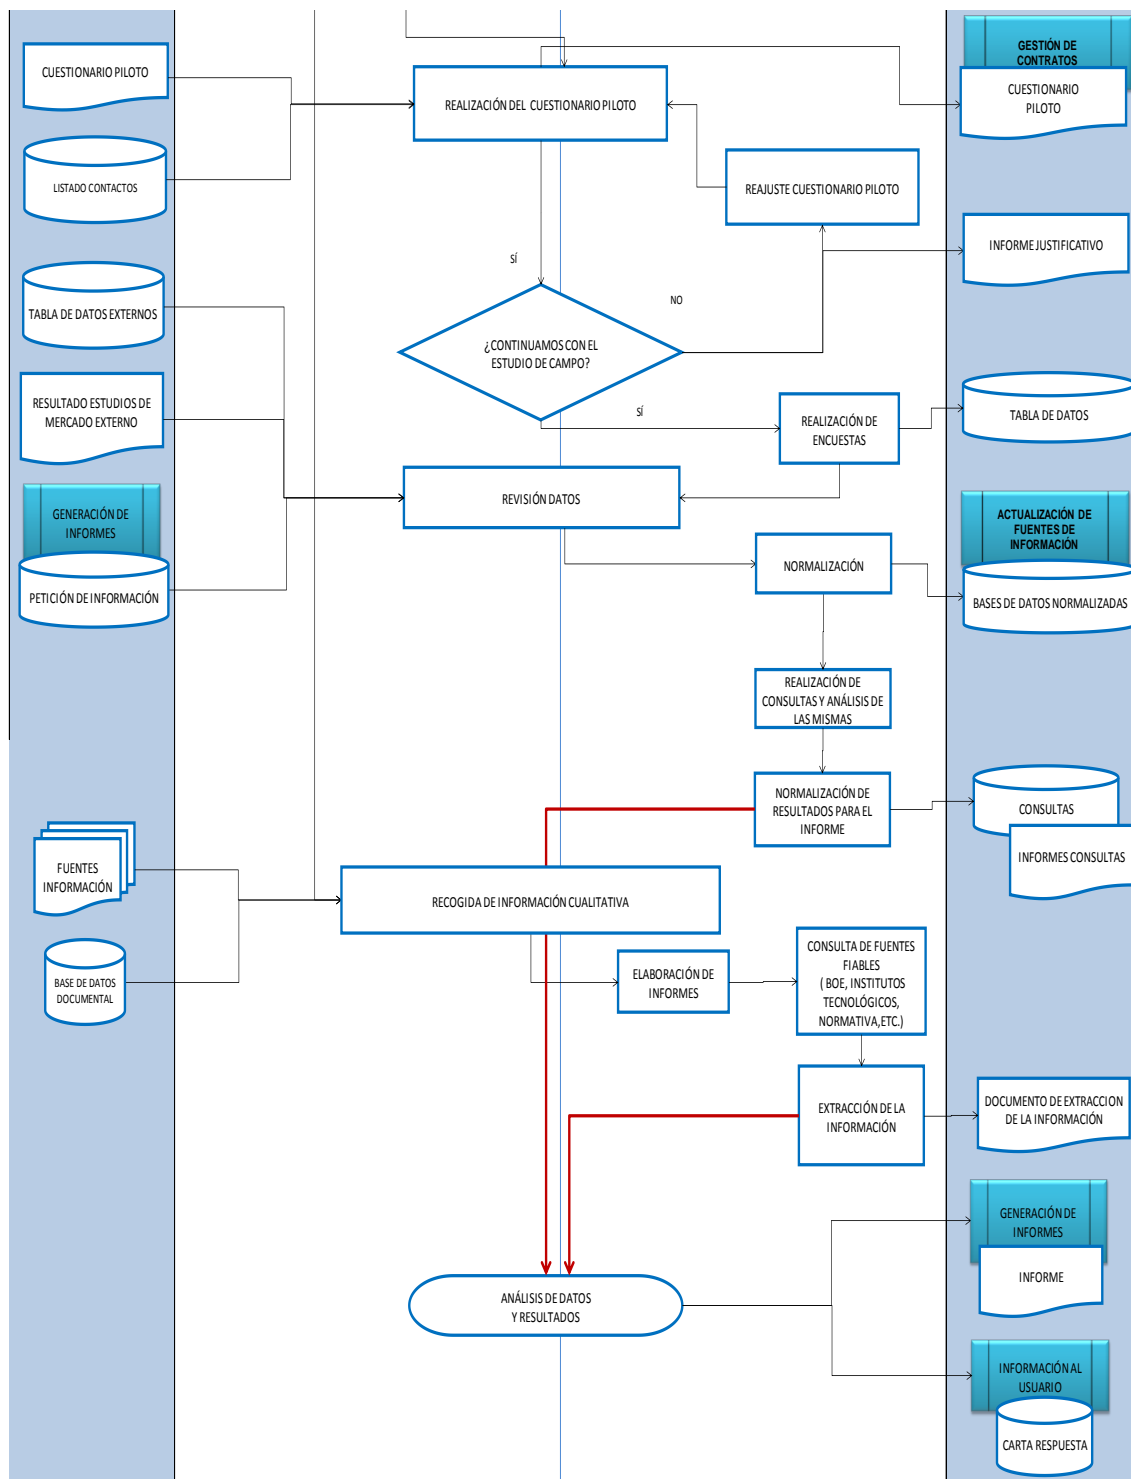 GESTIÓN DE
CONTRATOS
CUESTIONARIO PILOTO
REALIZACIÓN DEL CUESTIONARIO PILOTO
CUESTIONARIO
PILOTO
LISTADO CONTACTOS
REAJUSTE CUESTIONARIO PILOTO
INFORME JUSTIFICATIVO
SÍ
NO
TABLA DE DATOS EXTERNOS
¿CONTINUAMOS CON EL
ESTUDIO DE CAMPO?
RESULTADO ESTUDIOS DE
MERCADO EXTERNO
SÍ
REALIZACIÓN DE
ENCUESTAS
TABLA DE DATOS
REVISIÓN DATOS
GENERACIÓN DE
INFORMES
ACTUALIZACIÓN DE
FUENTES DE
INFORMACIÓN
NORMALIZACIÓN
PETICIÓN DE INFORMACIÓN
BASES DE DATOS NORMALIZADAS
REALIZACIÓN DE
CONSULTAS Y ANÁLISIS DE
LAS MISMAS
NORMALIZACIÓN DE
RESULTADOS PARA EL
INFORME
CONSULTAS
INFORMES CONSULTAS
FUENTES
INFORMACIÓN
RECOGIDA DE INFORMACIÓN CUALITATIVA
BASE DE DATOS
DOCUMENTAL
ELABORACIÓN DE
INFORMES
CONSULTA DE FUENTES
FIABLES
( BOE, INSTITUTOS
TECNOLÓGICOS,
NORMATIVA,ETC.)
EXTRACCIÓN DE LA
INFORMACIÓN
DOCUMENTO DE EXTRACCION
DE LA INFORMACIÓN
GENERACIÓN DE
INFORMES
INFORME
ANÁLISIS DE DATOS
Y RESULTADOS
INFORMACIÓN AL
USUARIO
CARTA RESPUESTA